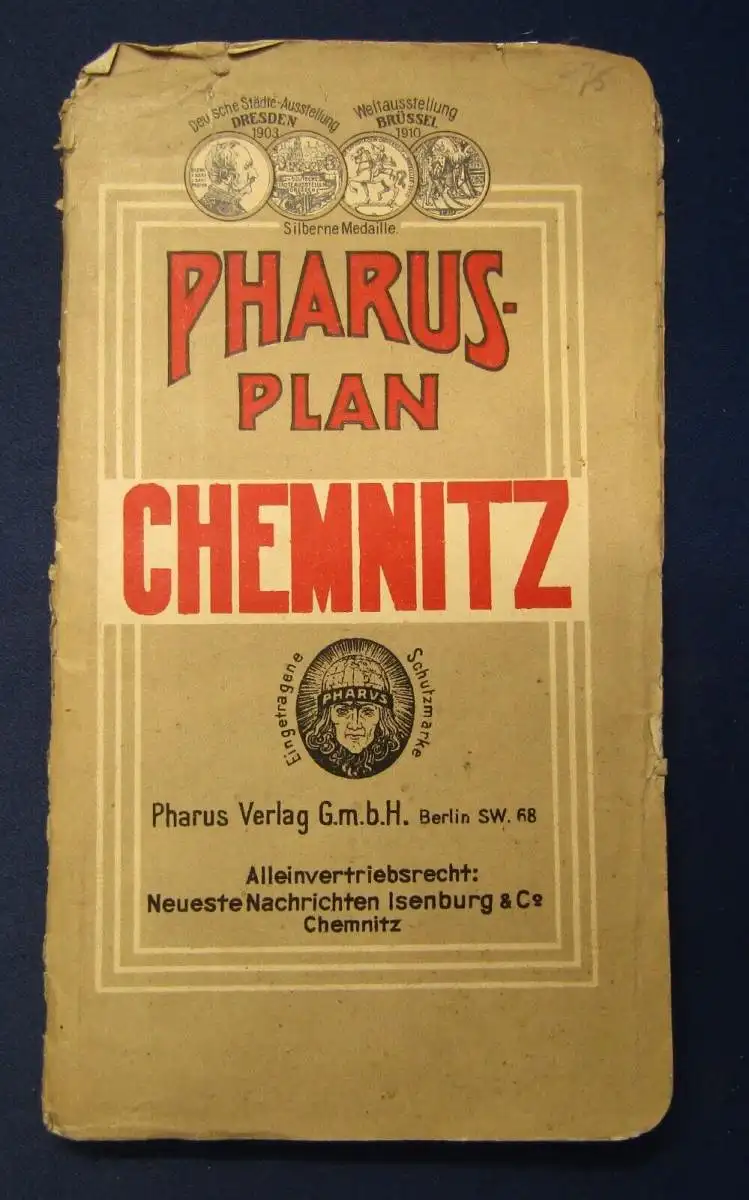 Deutsche Städte-Ausstellung
DRESDEN
1903
Weltausstellung
BRÜSSEL
1910
Silberne Medaille.
PHARUS-
PLAN
CHEMNITZ
Eingetragene Schutzmarke
PHARVS
Pharus Verlag G.m.b.H. Berlin SW. 68
Alleinvertriebsrecht:
Neueste Nachrichten Isenburg & Co
Chemnitz